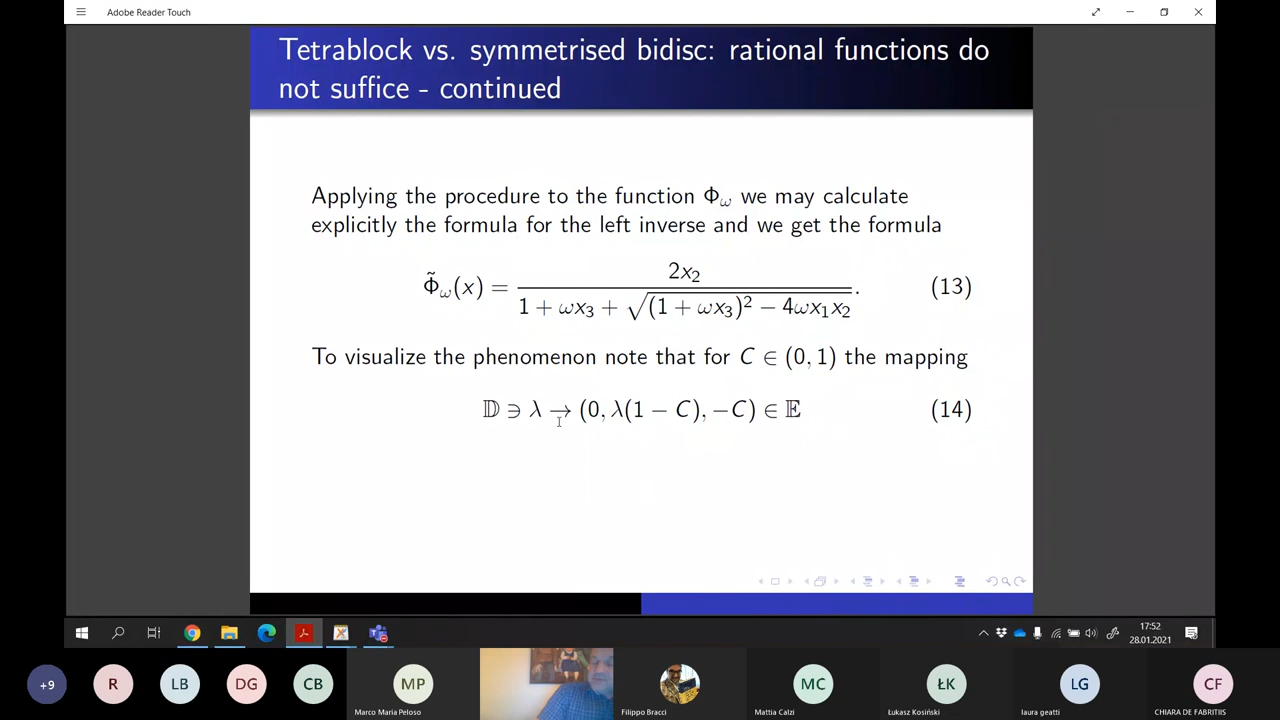 Adobe Reader Touch
Tetrablock vs. symmetrised bidisc: rational functions do
not suffice - continued
Applying the procedure to the function Φ_ω we may calculate
explicitly the formula for the left inverse and we get the formula
Φ̃_ω(x) = 2x₂ / (1 + ωx₃ + √((1 + ωx₃)² − 4ωx₁x₂)). (13)
To visualize the phenomenon note that for C ∈ (0, 1) the mapping
𝔻 ∋ λ → (0, λ(1 − C), −C) ∈ 𝔼 (14)
17:52
28.01.2021
+9 R LB DG CB MP MC ŁK LG CF
Marco Maria Peloso Filippo Bracci Mattia Calzi Łukasz Kosiński laura geatti CHIARA DE FABRITIIS